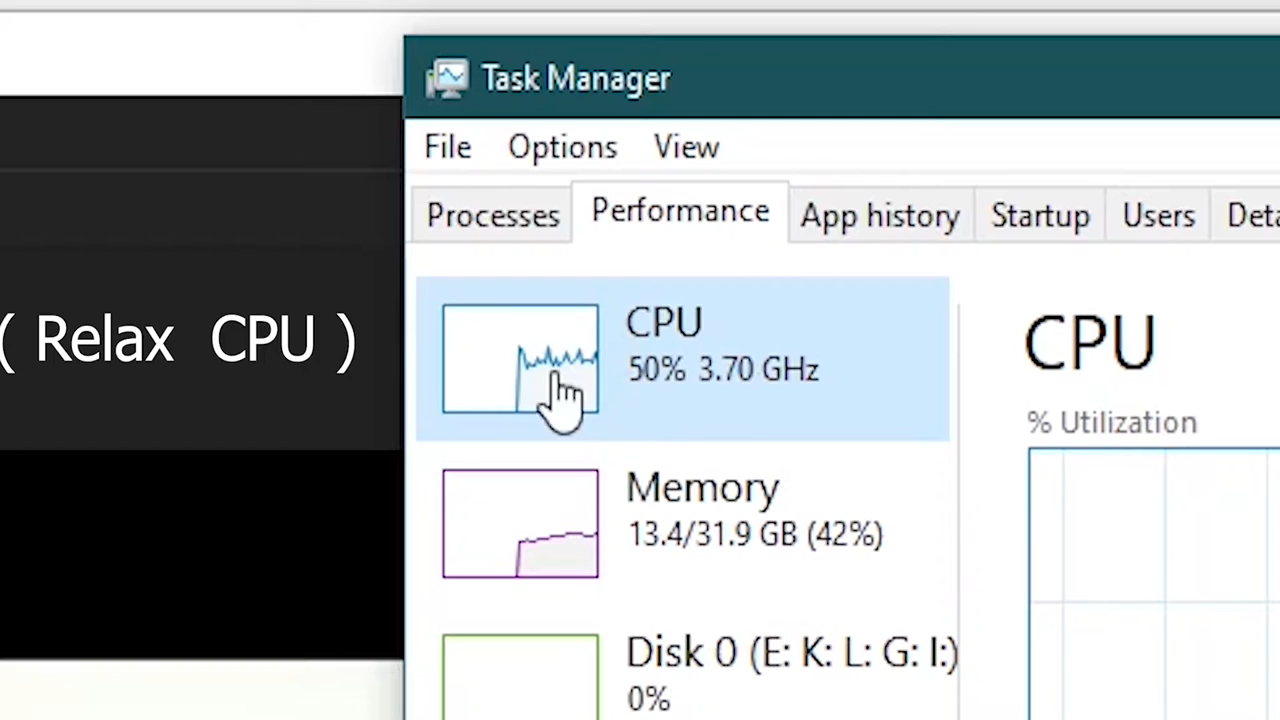 Task Manager
File Options View
Processes Performance App history Startup Users Deta
( Relax CPU )
CPU
50% 3.70 GHz
Memory
13.4/31.9 GB (42%)
Disk 0 (E: K: L: G: I:)
0%
CPU
% Utilization